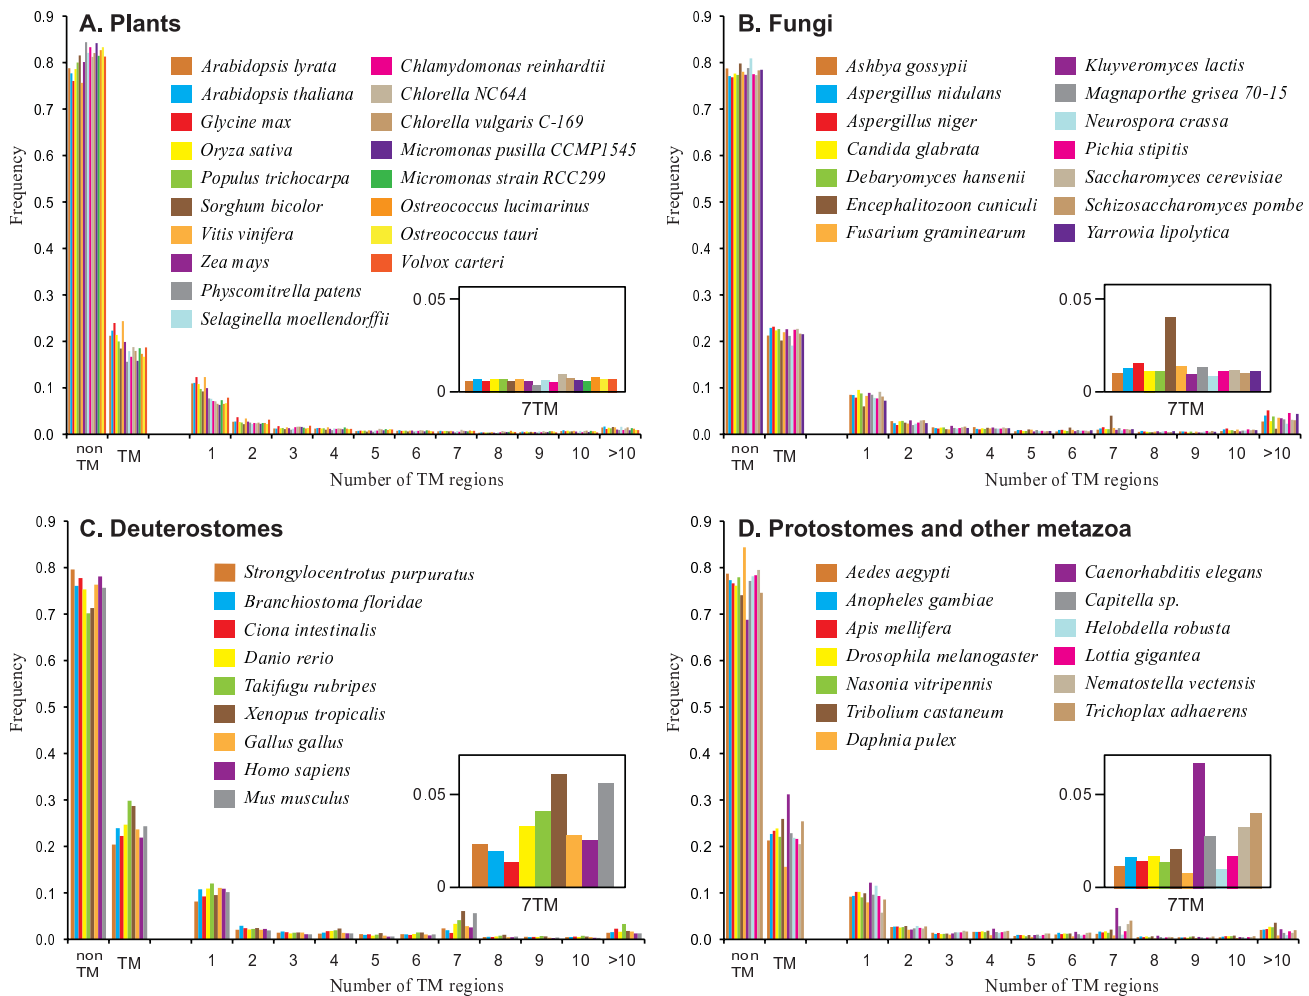 A. Plants
0.9
0.8
0.7
0.6
0.5
0.4
0.3
0.2
0.1
0.0
Frequency
Arabidopsis lyrata
Arabidopsis thaliana
Glycine max
Oryza sativa
Populus trichocarpa
Sorghum bicolor
Vitis vinifera
Zea mays
Physcomitrella patens
Selaginella moellendorffii
Chlamydomonas reinhardtii
Chlorella NC64A
Chlorella vulgaris C-169
Micromonas pusilla CCMP1545
Micromonas strain RCC299
Ostreococcus lucimarinus
Ostreococcus tauri
Volvox carteri
0.05
0
7TM
non TM 1 2 3 4 5 6 7 8 9 10 >10
TM
Number of TM regions
B. Fungi
0.9
0.8
0.7
0.6
0.5
0.4
0.3
0.2
0.1
0.0
Frequency
Ashbya gossypii
Aspergillus nidulans
Aspergillus niger
Candida glabrata
Debaryomyces hansenii
Encephalitozoon cuniculi
Fusarium graminearum
Kluyveromyces lactis
Magnaporthe grisea 70-15
Neurospora crassa
Pichia stipitis
Saccharomyces cerevisiae
Schizosaccharomyces pombe
Yarrowia lipolytica
0.05
0
7TM
non TM 1 2 3 4 5 6 7 8 9 10 >10
TM
Number of TM regions
C. Deuterostomes
0.9
0.8
0.7
0.6
0.5
0.4
0.3
0.2
0.1
0.0
Frequency
Strongylocentrotus purpuratus
Branchiostoma floridae
Ciona intestinalis
Danio rerio
Takifugu rubripes
Xenopus tropicalis
Gallus gallus
Homo sapiens
Mus musculus
0.05
0
7TM
non TM 1 2 3 4 5 6 7 8 9 10 >10
TM
Number of TM regions
D. Protostomes and other metazoa
0.9
0.8
0.7
0.6
0.5
0.4
0.3
0.2
0.1
0.0
Frequency
Aedes aegypti
Anopheles gambiae
Apis mellifera
Drosophila melanogaster
Nasonia vitripennis
Tribolium castaneum
Daphnia pulex
Caenorhabditis elegans
Capitella sp.
Helobdella robusta
Lottia gigantea
Nematostella vectensis
Trichoplax adhaerens
0.05
0
7TM
non TM 1 2 3 4 5 6 7 8 9 10 >10
TM
Number of TM regions